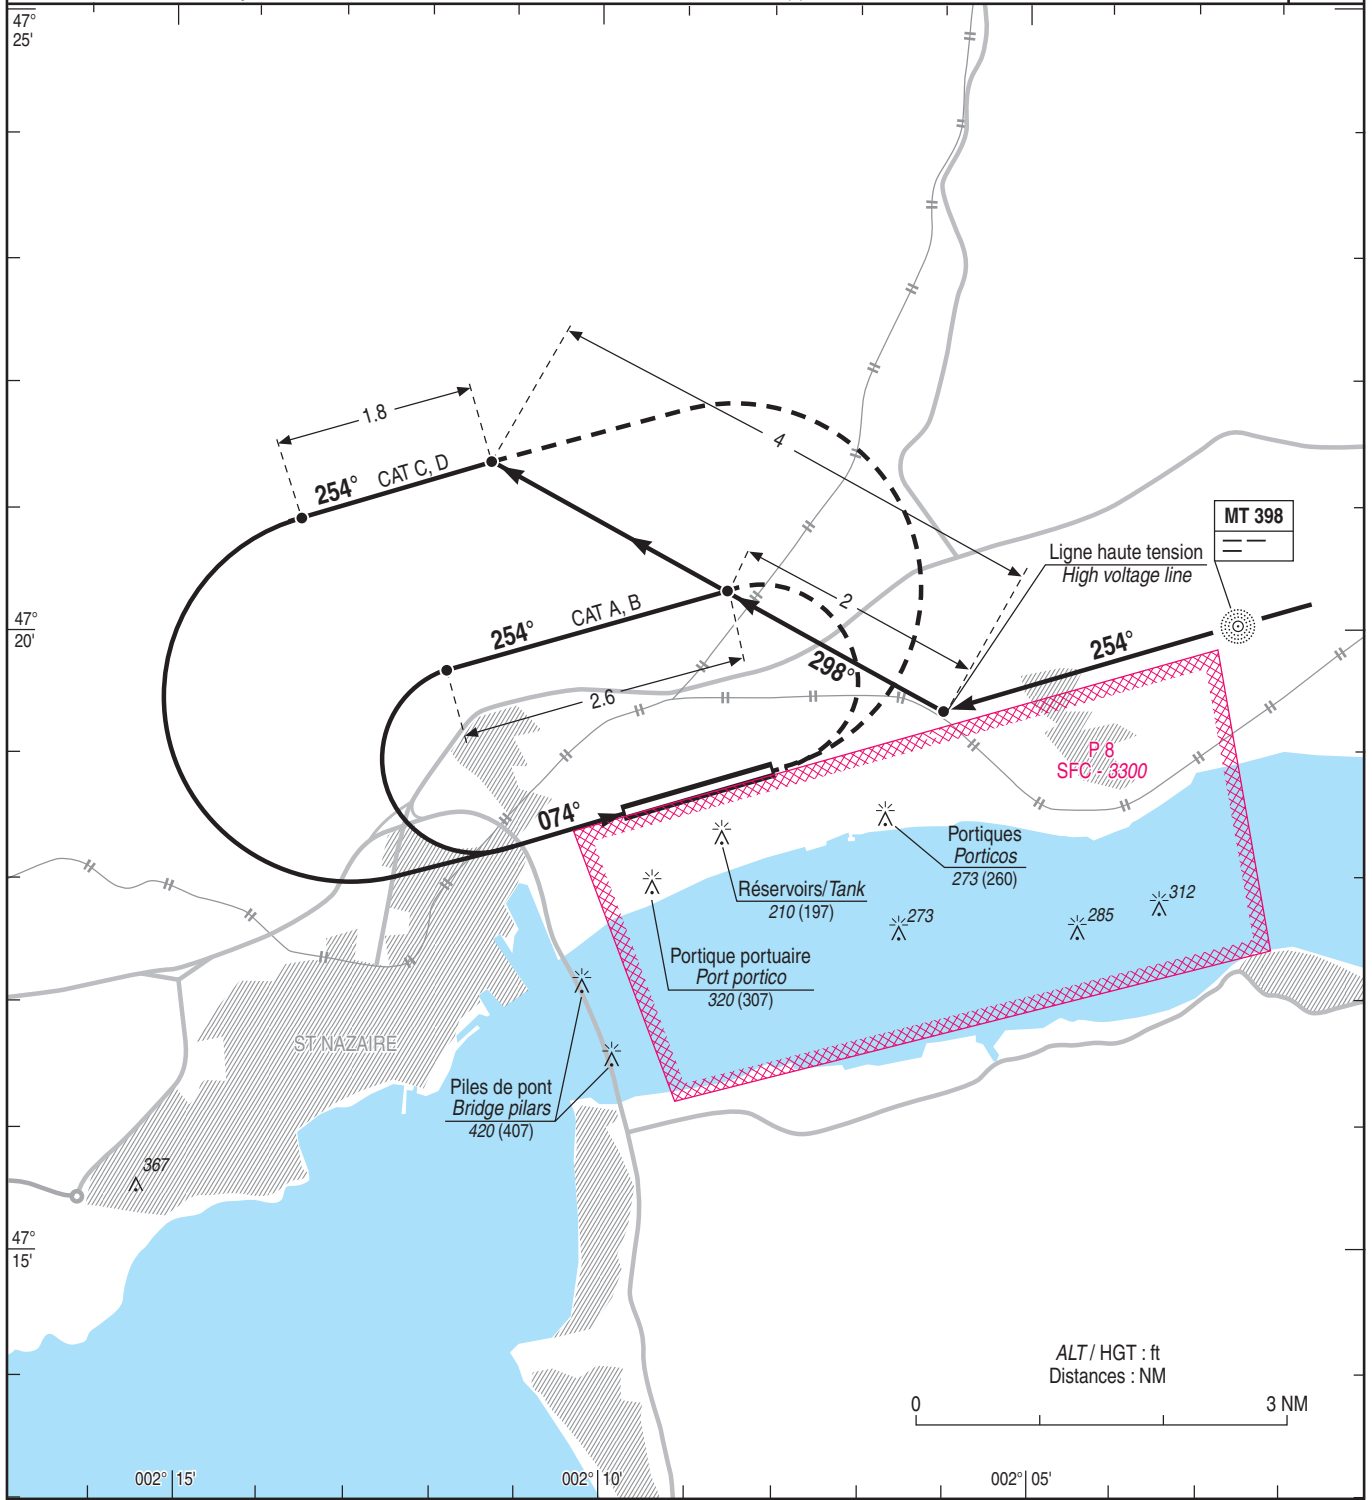 47°
25'
1.8
4
254° CAT C, D
MT 398
Ligne haute tension
High voltage line
2
CAT A, B
47°
20'
254°
254°
298°
2.6
P 8
SFC - 3300
074°
Portiques
Porticos
273 (260)
Réservoirs/Tank
210 (197)
312
285
273
Portique portuaire
Port portico
320 (307)
ST NAZAIRE
Piles de pont
Bridge pilars
420 (407)
367
47°
15'
ALT / HGT : ft
Distances : NM
0 3 NM
002° 15' 002° 10' 002° 05'